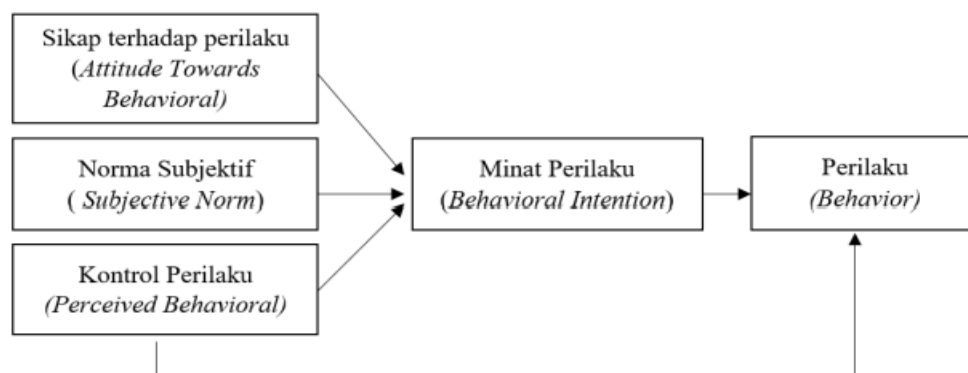 Sikap terhadap perilaku
(Attitude Towards
Behavioral)
Norma Subjektif
( Subjective Norm)
Kontrol Perilaku
(Perceived Behavioral)
Minat Perilaku
(Behavioral Intention)
Perilaku
(Behavior)